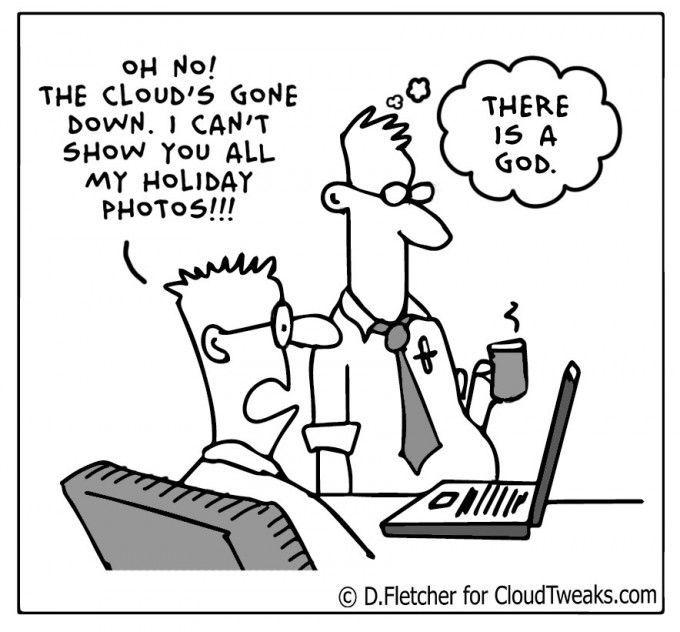 OH NO!
THE CLOUD'S GONE
DOWN. I CAN'T
SHOW YOU ALL
MY HOLIDAY
PHOTOS!!!
THERE
IS A
GOD.
© D.Fletcher for CloudTweaks.com